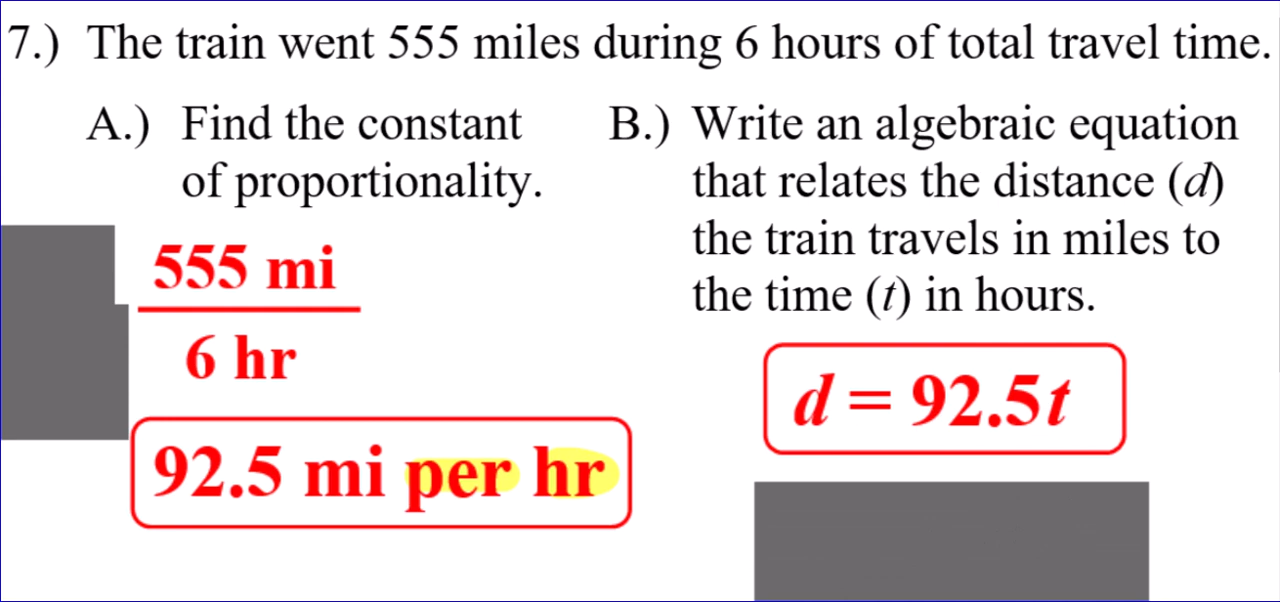 7.) The train went 555 miles during 6 hours of total travel time.
A.) Find the constant
of proportionality.
555 mi
6 hr
92.5 mi per hr
B.) Write an algebraic equation
that relates the distance (d)
the train travels in miles to
the time (t) in hours.
d = 92.5t